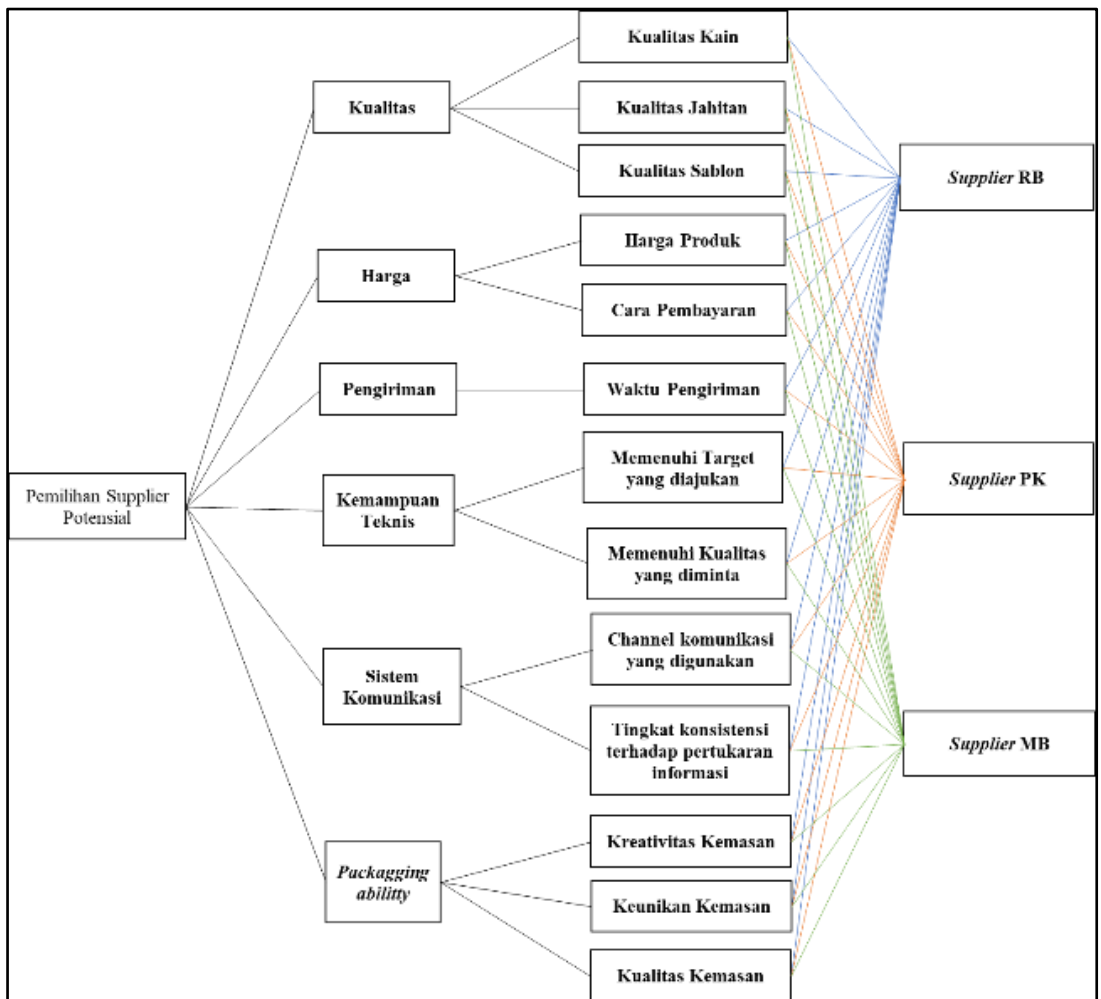 Pemilihan Supplier
Potensial
Kualitas
Harga
Pengiriman
Kemampuan
Teknis
Sistem
Komunikasi
Packagging
abilitty
Kualitas Kain
Kualitas Jahitan
Kualitas Sablon
Harga Produk
Cara Pembayaran
Waktu Pengiriman
Memenuhi Target
yang diajukan
Memenuhi Kualitas
yang diminta
Channel komunikasi
yang digunakan
Tingkat konsistensi
terhadap pertukaran
informasi
Kreativitas Kemasan
Keunikan Kemasan
Kualitas Kemasan
Supplier RB
Supplier PK
Supplier MB